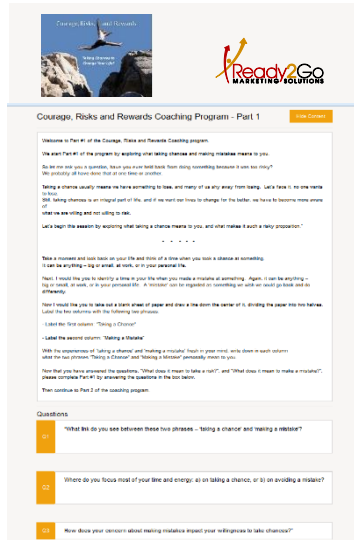 Courage, Risks, and Rewards
Taking Chances to
Change Your Life!
Ready2Go
MARKETING SOLUTIONS
Courage, Risks and Rewards Coaching Program - Part 1
Hide Content
Welcome to Part #1 of the Courage, Risks and Rewards Coaching program.
We start Part #1 of the program by exploring what taking chances and making mistakes means to you.
So let me ask you a question, have you ever held back from doing something because it was too risky?
We probably all have done that at one time or another.
Taking a chance usually means we have something to lose, and many of us shy away from losing. Let's face it, no one wants
to lose.
Still, taking chances is an integral part of life, and if we want our lives to change for the better, we have to become more aware
of
what we are willing and not willing to risk.
Let's begin this session by exploring what taking a chance means to you, and what makes it such a risky proposition."
* * * * *
Take a moment and look back on your life and think of a time when you took a chance at something.
It can be anything – big or small, at work, or in your personal life.
Next, I would like you to identify a time in your life when you made a mistake at something. Again, it can be anything –
big or small, at work, or in your personal life. A 'mistake' can be regarded as something we wish we could go back and do
differently.
Now I would like you to take out a blank sheet of paper and draw a line down the center of it, dividing the paper into two halves.
Label the two columns with the following two phrases:
- Label the first column: "Taking a Chance"
- Label the second column: "Making a Mistake"
With the experiences of 'taking a chance' and 'making a mistake' fresh in your mind, write down in each column
what the two phrases "Taking a Chance" and "Making a Mistake" personally mean to you.
Now that you have answered the questions, "What does it mean to take a risk?", and "What does it mean to make a mistake?",
please complete Part #1 by answering the questions in the box below.
Then continue to Part 2 of the coaching program.
Questions
Q1
"What link do you see between these two phrases – 'taking a chance' and 'making a mistake'?
Q2
Where do you focus most of your time and energy: a) on taking a chance, or b) on avoiding a mistake?
Q3
How does your concern about making mistakes impact your willingness to take chances?"